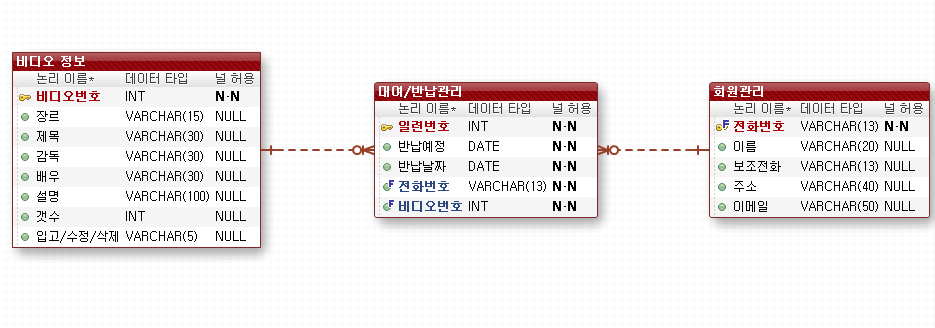 비디오 정보
논리 이름* 데이터 타입 널 허용
비디오번호 INT N-N
장르 VARCHAR(15) NULL
제목 VARCHAR(30) NULL
감독 VARCHAR(30) NULL
배우 VARCHAR(30) NULL
설명 VARCHAR(100) NULL
갯수 INT NULL
입고/수정/삭제 VARCHAR(5) NULL
대여/반납관리
논리 이름* 데이터 타입 널 허용
일련번호 INT N-N
반납예정 DATE N-N
반납날짜 DATE N-N
F 전화번호 VARCHAR(13) N-N
F 비디오번호 INT N-N
회원관리
논리 이름* 데이터 타입 널 허용
F 전화번호 VARCHAR(13) N-N
이름 VARCHAR(20) NULL
보조전화 VARCHAR(13) NULL
주소 VARCHAR(40) NULL
이메일 VARCHAR(50) NULL